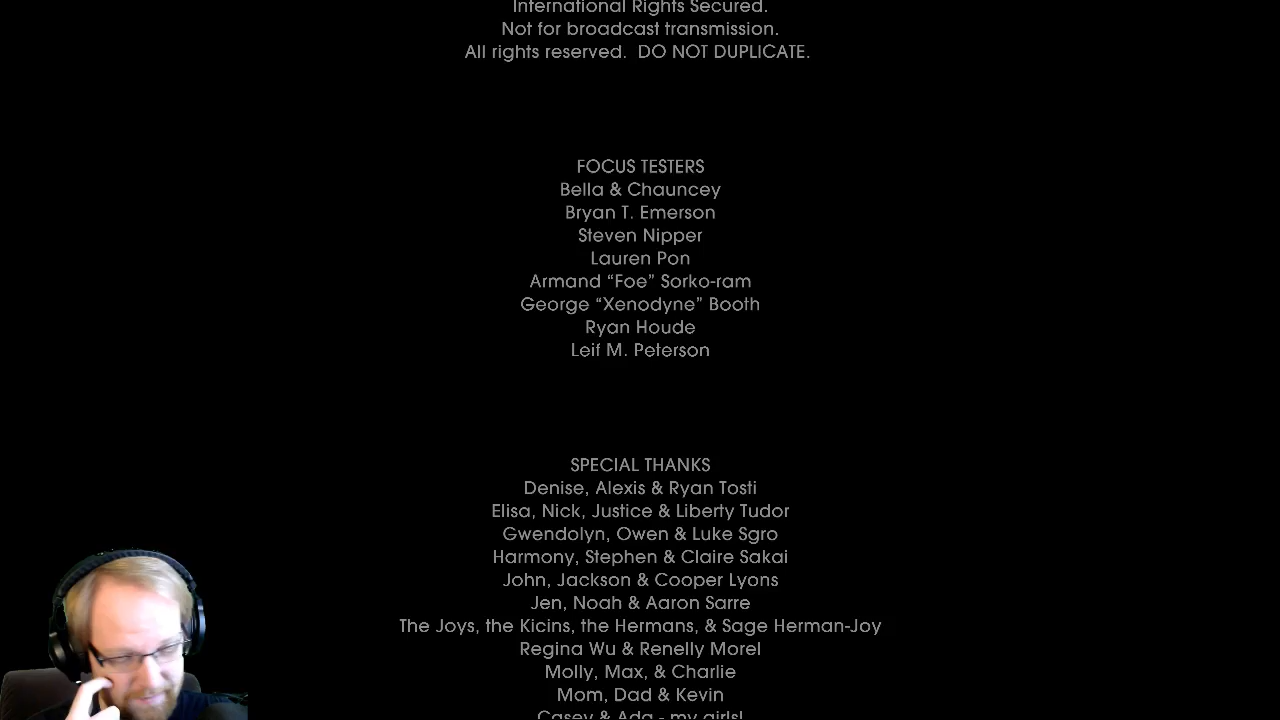 International Rights Secured.
Not for broadcast transmission.
All rights reserved.  DO NOT DUPLICATE.
FOCUS TESTERS
Bella & Chauncey
Bryan T. Emerson
Steven Nipper
Lauren Pon
Armand “Foe” Sorko-ram
George “Xenodyne” Booth
Ryan Houde
Leif M. Peterson
SPECIAL THANKS
Denise, Alexis & Ryan Tosti
Elisa, Nick, Justice & Liberty Tudor
Gwendolyn, Owen & Luke Sgro
Harmony, Stephen & Claire Sakai
John, Jackson & Cooper Lyons
Jen, Noah & Aaron Sarre
The Joys, the Kicins, the Hermans, & Sage Herman-Joy
Regina Wu & Renelly Morel
Molly, Max, & Charlie
Mom, Dad & Kevin
Casey & Ada - my girls!